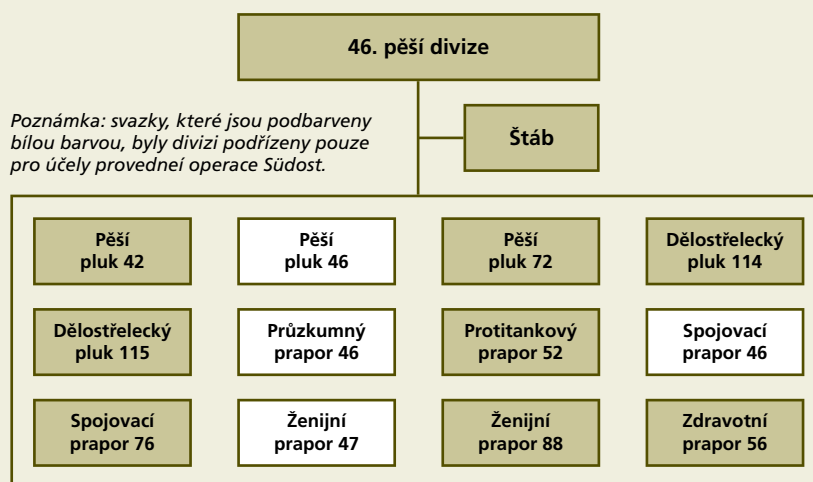 46. pěší divize
Poznámka: svazky, které jsou podbarveny
bílou barvou, byly divizi podřízeny pouze
pro účely provedneí operace Südost.
Štáb
Pěší
pluk 42
Pěší
pluk 46
Pěší
pluk 72
Dělostřelecký
pluk 114
Dělostřelecký
pluk 115
Průzkumný
prapor 46
Protitankový
prapor 52
Spojovací
prapor 46
Spojovací
prapor 76
Ženijní
prapor 47
Ženijní
prapor 88
Zdravotní
prapor 56